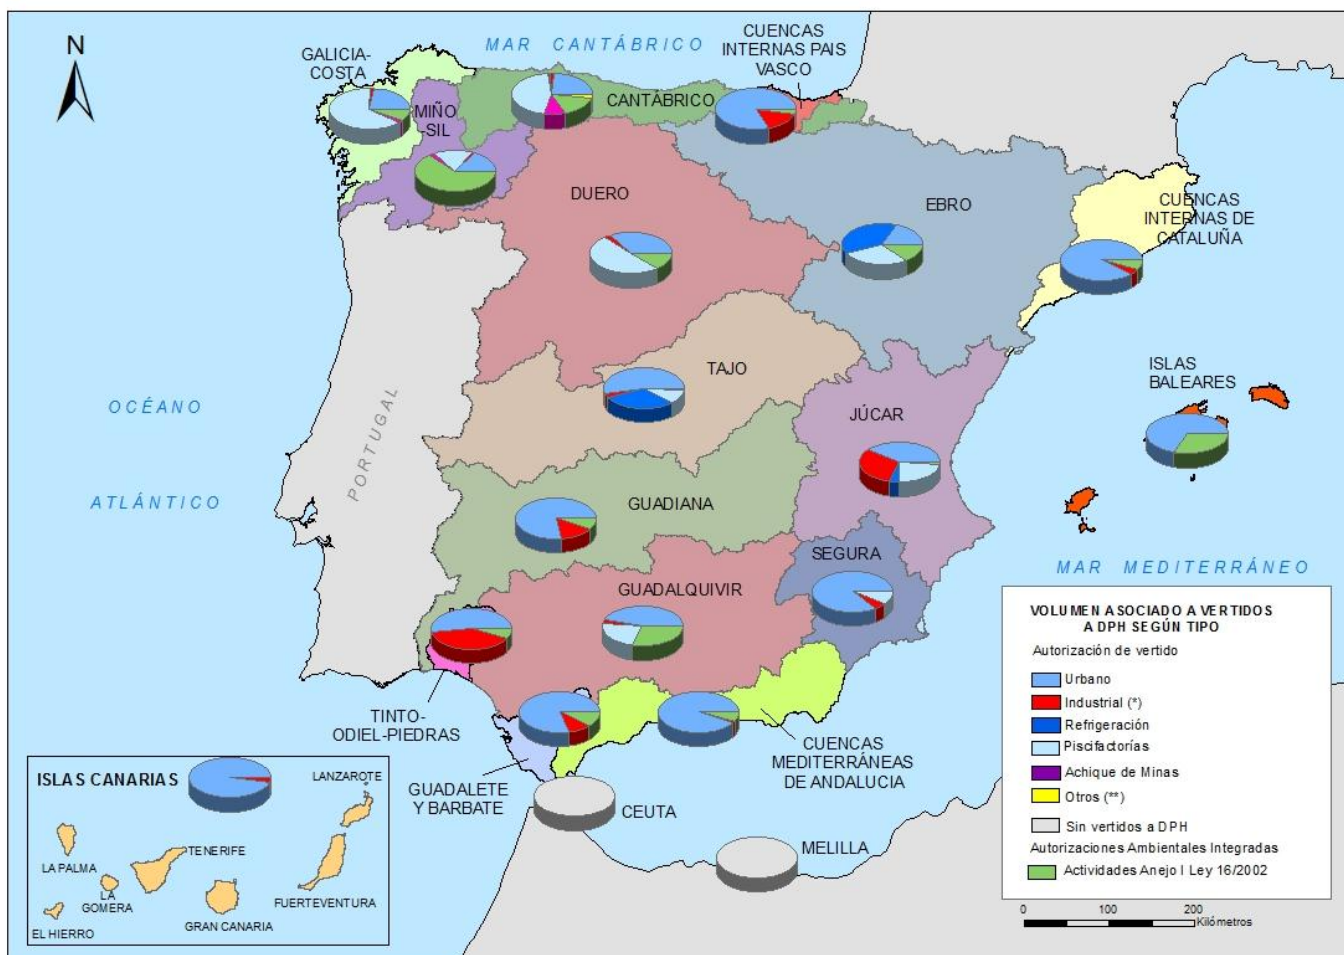 N
MAR CANTÁBRICO
GALICIA-
COSTA
CUENCAS
INTERNAS PAIS
VASCO
CANTÁBRICO
MIÑO
-SIL
DUERO
EBRO
CUENCAS
INTERNAS DE
CATALUÑA
TAJO
ISLAS
BALEARES
OCÉANO
ATLÁNTICO
PORTUGAL
JÚCAR
GUADIANA
SEGURA
MAR MEDITERRÁNEO
GUADALQUIVIR
TINTO-
ODIEL-PIEDRAS
GUADALETE
Y BARBATE
CUENCAS
MEDITERRÁNEAS
DE ANDALUCIA
CEUTA
MELILLA
ISLAS CANARIAS
LANZAROTE
LA PALMA
TENERIFE
LA
GOMERA
FUERTEVENTURA
EL HIERRO
GRAN CANARIA
VOLUMEN ASOCIADO A VERTIDOS
A DPH SEGÚN TIPO
Autorización de vertido
Urbano
Industrial (*)
Refrigeración
Piscifactorías
Achique de Minas
Otros (**)
Sin vertidos a DPH
Autorizaciones Ambientales Integradas
Actividades Anejo I Ley 16/2002
0 100 200
Kilómetros